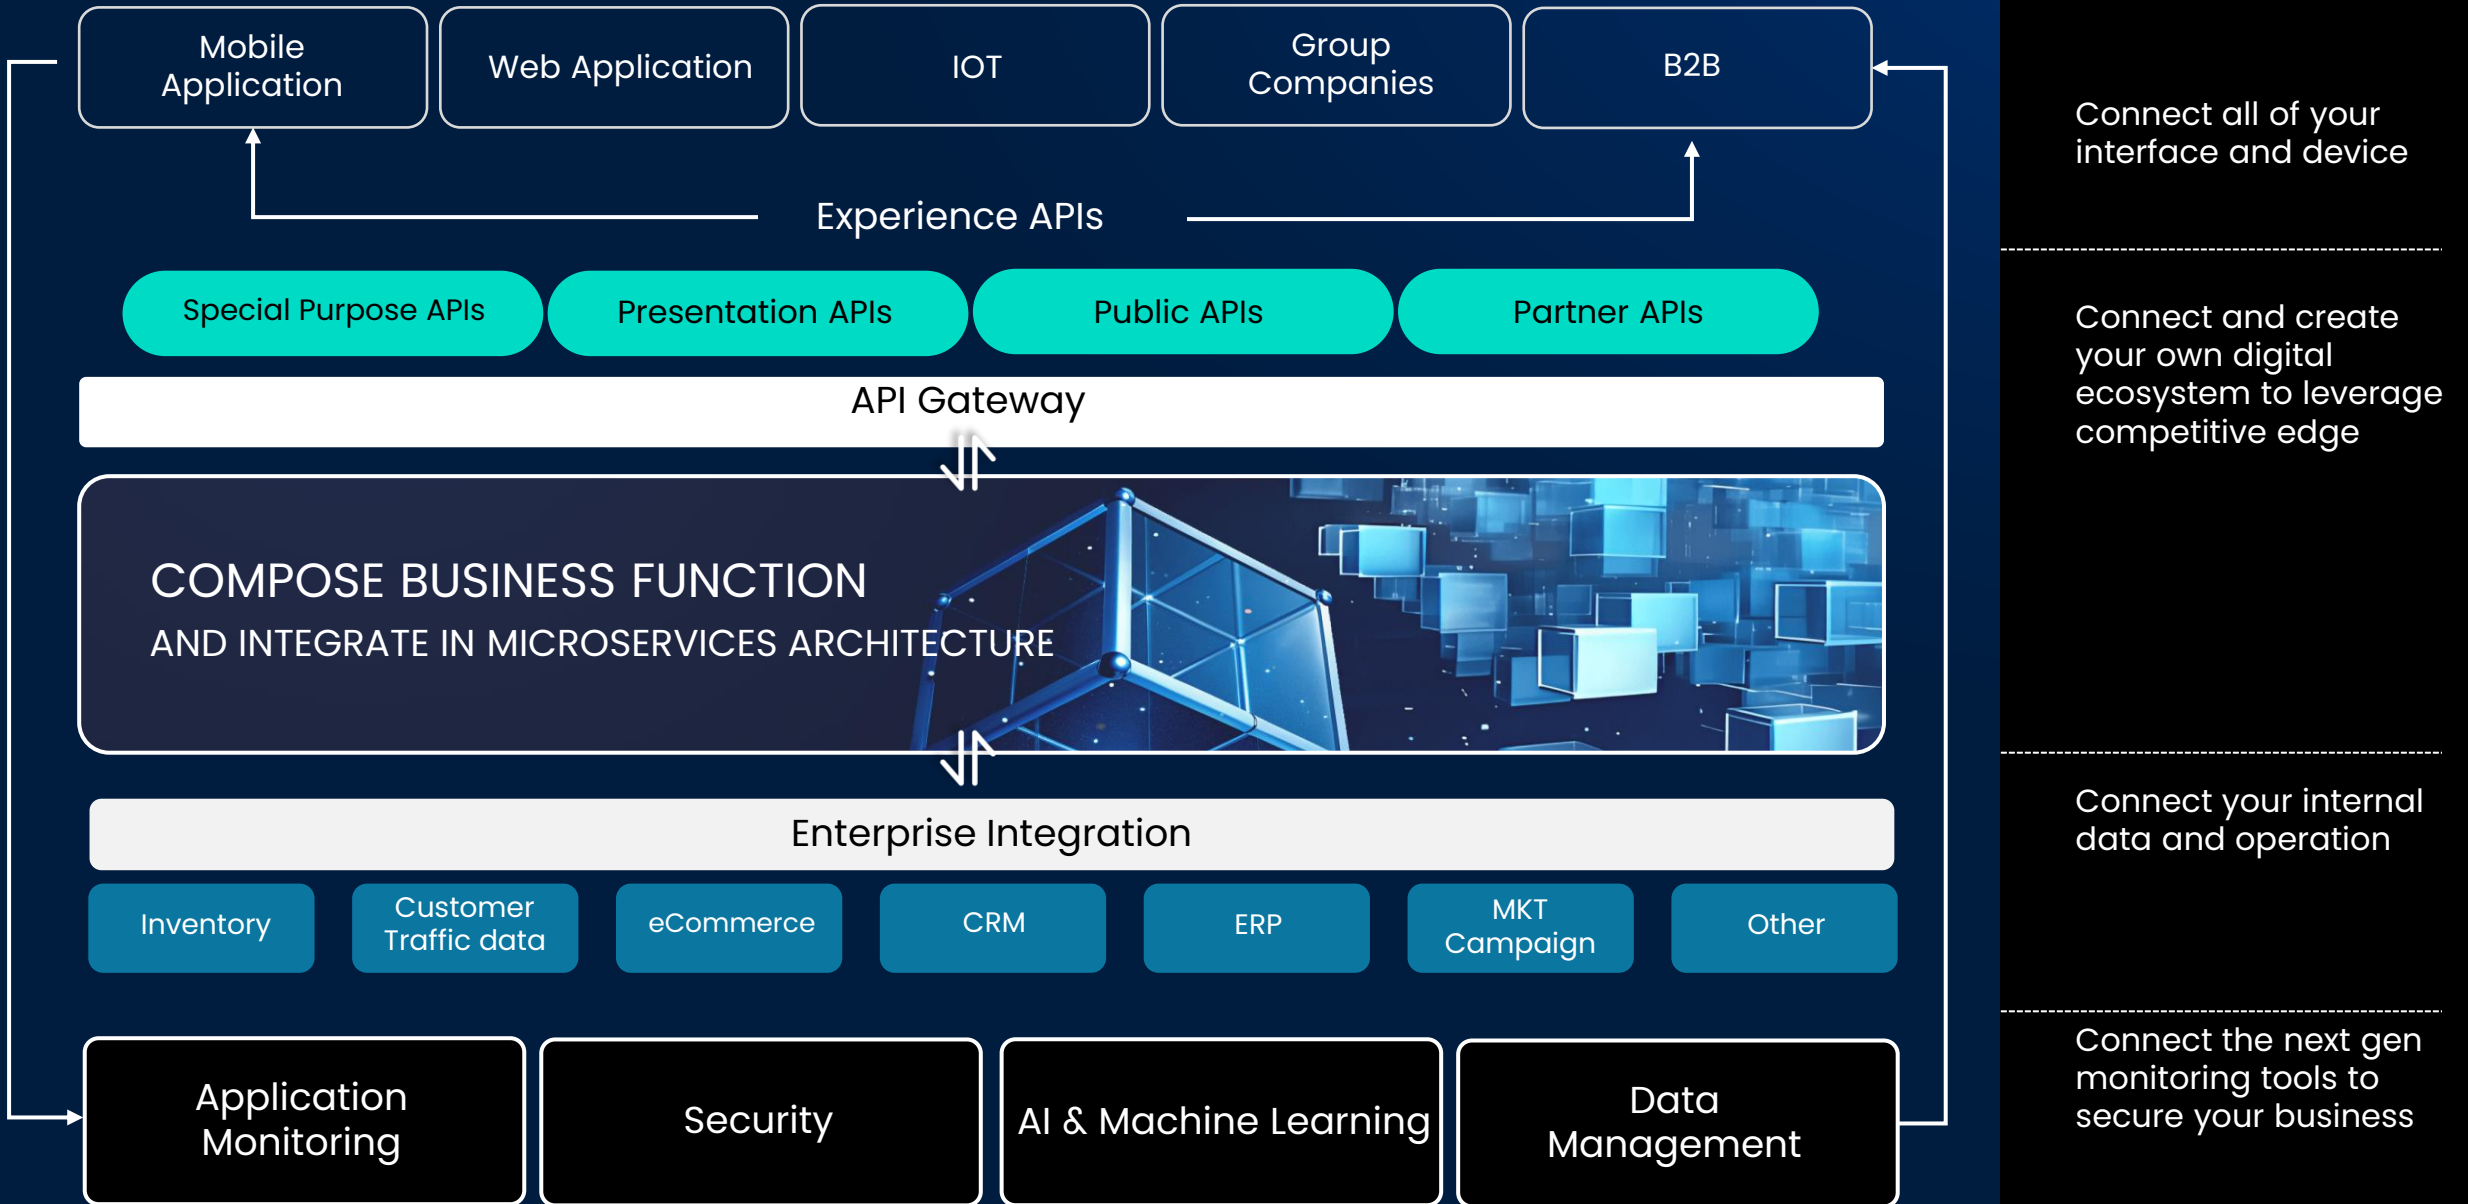 Mobile
Application
Web Application
IOT
Group
Companies
B2B
Experience APIs
Special Purpose APIs
Presentation APIs
Public APIs
Partner APIs
API Gateway
COMPOSE BUSINESS FUNCTION
AND INTEGRATE IN MICROSERVICES ARCHITECTURE
Enterprise Integration
Inventory
Customer
Traffic data
eCommerce
CRM
ERP
MKT
Campaign
Other
Application
Monitoring
Security
AI & Machine Learning
Data
Management
Connect all of your
interface and device
Connect and create
your own digital
ecosystem to leverage
competitive edge
Connect your internal
data and operation
Connect the next gen
monitoring tools to
secure your business